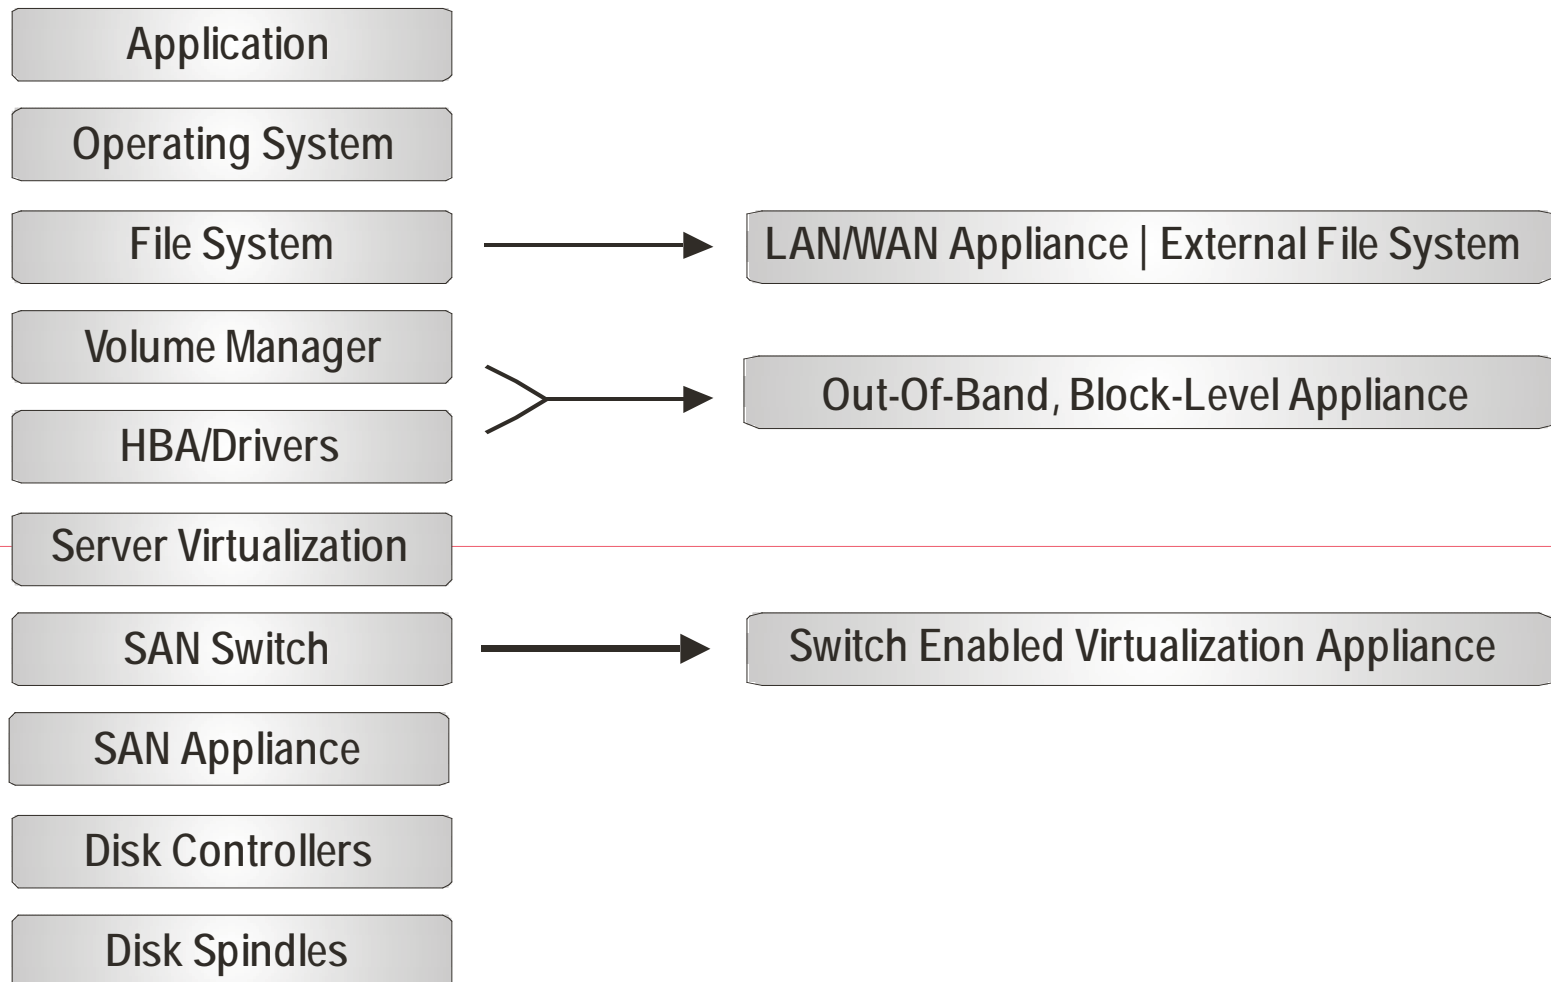 Application
Operating System
File System
LAN/WAN Appliance | External File System
Volume Manager
Out-Of-Band, Block-Level Appliance
HBA/Drivers
Server Virtualization
SAN Switch
Switch Enabled Virtualization Appliance
SAN Appliance
Disk Controllers
Disk Spindles